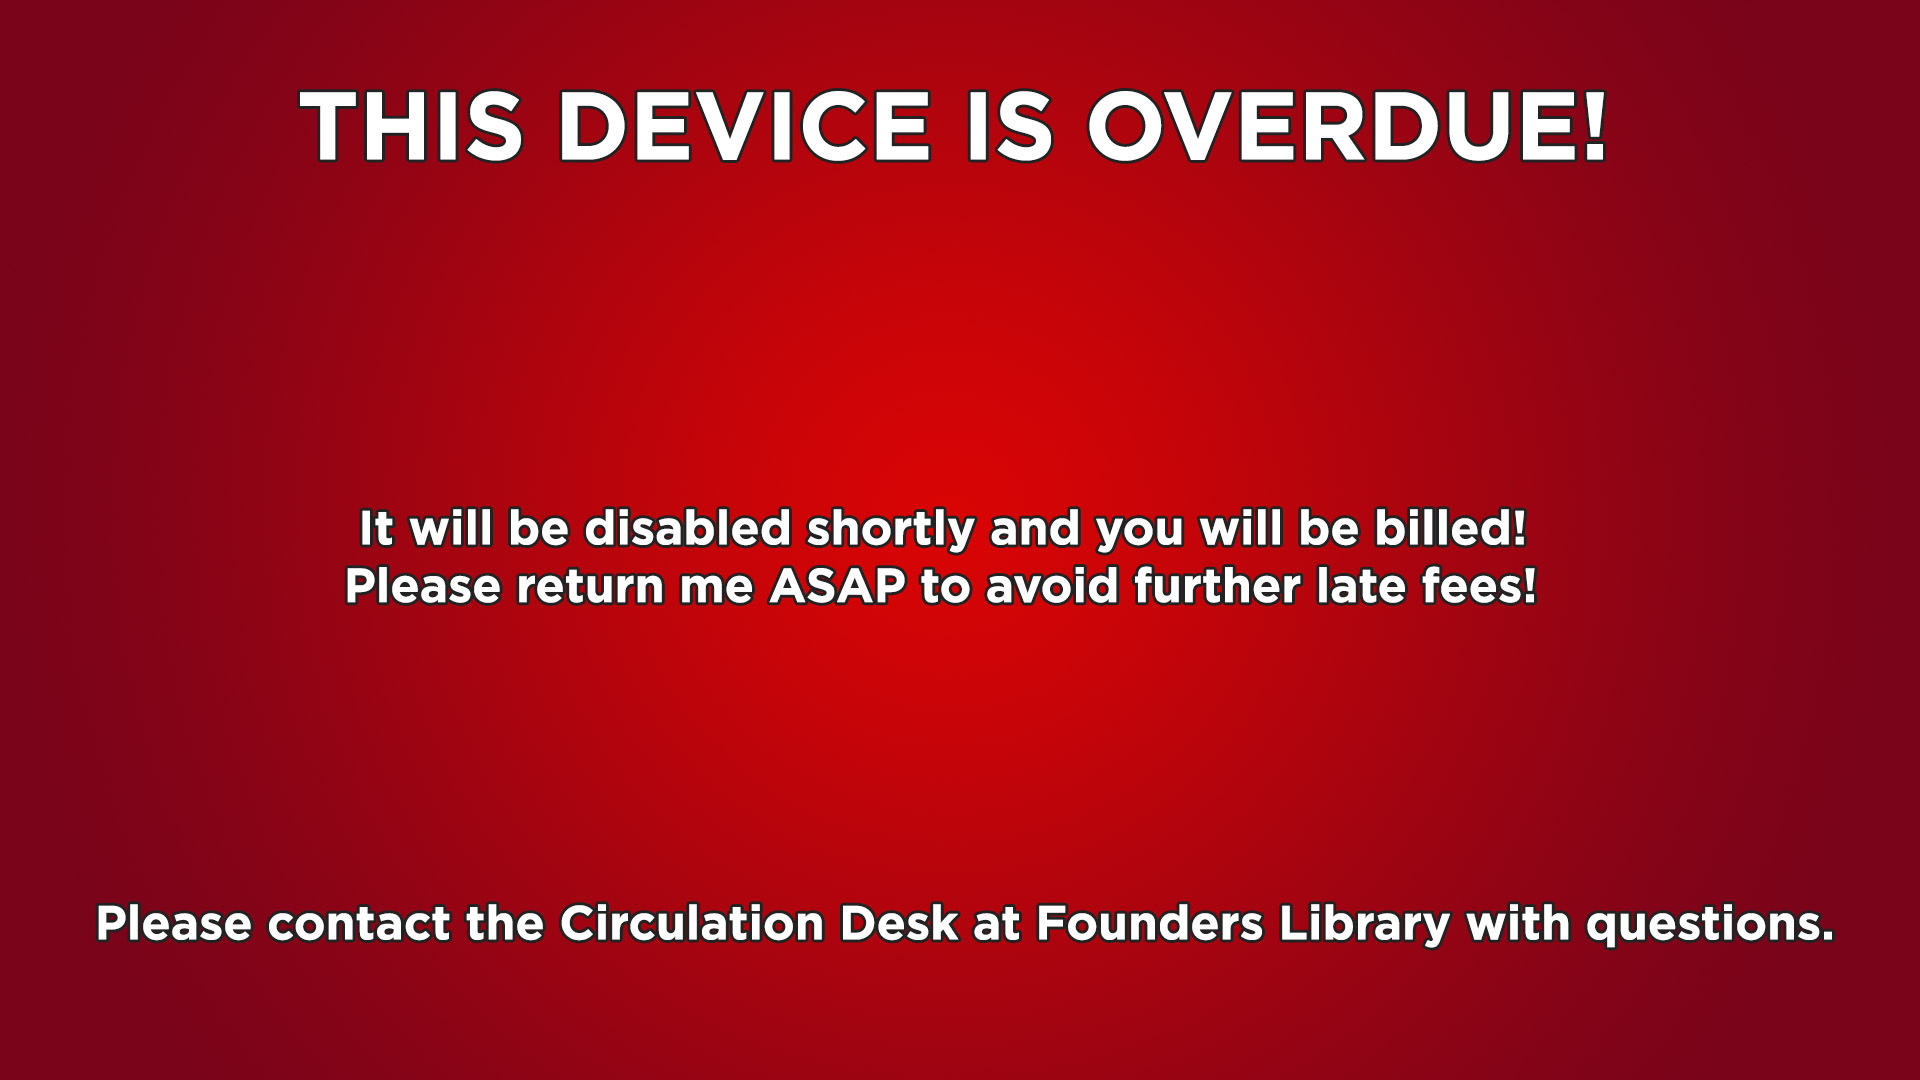 THIS DEVICE IS OVERDUE!
It will be disabled shortly and you will be billed!
Please return me ASAP to avoid further late fees!
Please contact the Circulation Desk at Founders Library with questions.